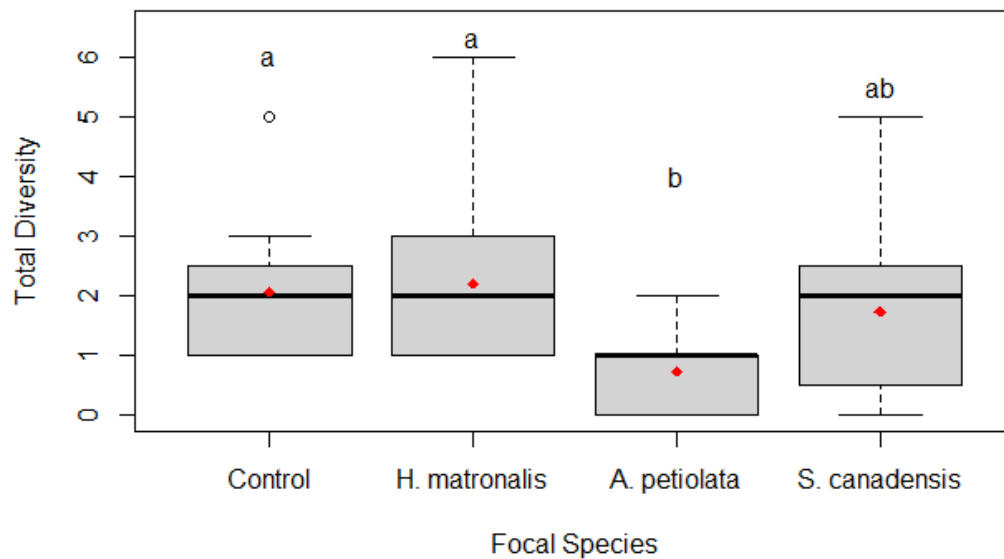 a
a
b
ab
Total Diversity
6
5
4
3
2
1
0
Control H. matronalis A. petiolata S. canadensis
Focal Species